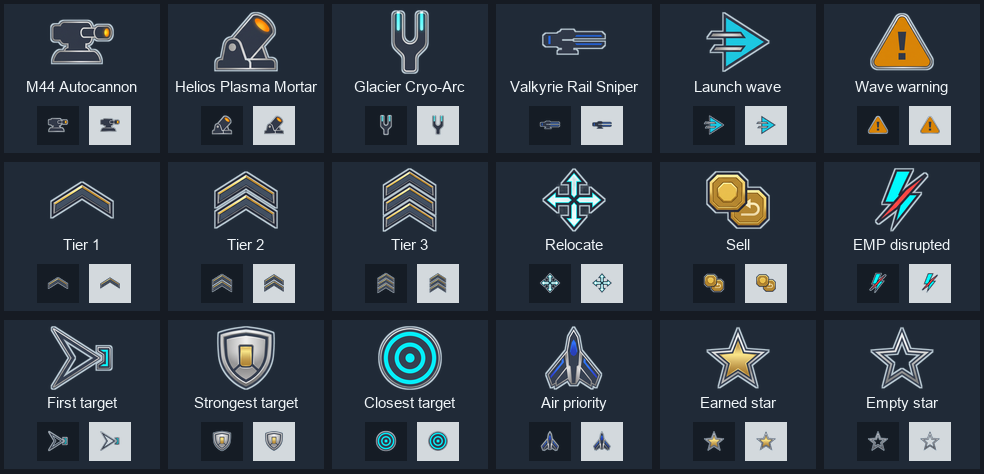 M44 Autocannon
Helios Plasma Mortar
Glacier Cryo-Arc
Valkyrie Rail Sniper
Launch wave
Wave warning
Tier 1
Tier 2
Tier 3
Relocate
Sell
EMP disrupted
First target
Strongest target
Closest target
Air priority
Earned star
Empty star